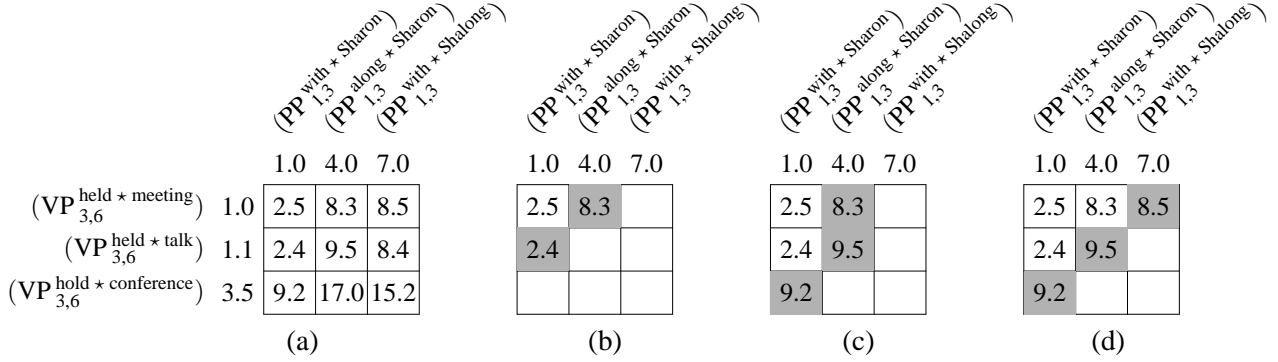 (PP 1,3 with ⋆ Sharon) (PP 1,3 along ⋆ Sharon) (PP 1,3 with ⋆ Shalong) (PP 1,3 with ⋆ Sharon) (PP 1,3 along ⋆ Sharon) (PP 1,3 with ⋆ Shalong) (PP 1,3 with ⋆ Sharon) (PP 1,3 along ⋆ Sharon) (PP 1,3 with ⋆ Shalong) (PP 1,3 with ⋆ Sharon) (PP 1,3 along ⋆ Sharon) (PP 1,3 with ⋆ Shalong)
1.0 4.0 7.0 1.0 4.0 7.0 1.0 4.0 7.0 1.0 4.0 7.0
(VP 3,6 held ⋆ meeting) 1.0 2.5 8.3 8.5 2.5 8.3 2.5 8.3 2.5 8.3 8.5
(VP 3,6 held ⋆ talk) 1.1 2.4 9.5 8.4 2.4 2.4 9.5 2.4 9.5
(VP 3,6 hold ⋆ conference) 3.5 9.2 17.0 15.2 9.2 9.2
(a) (b) (c) (d)